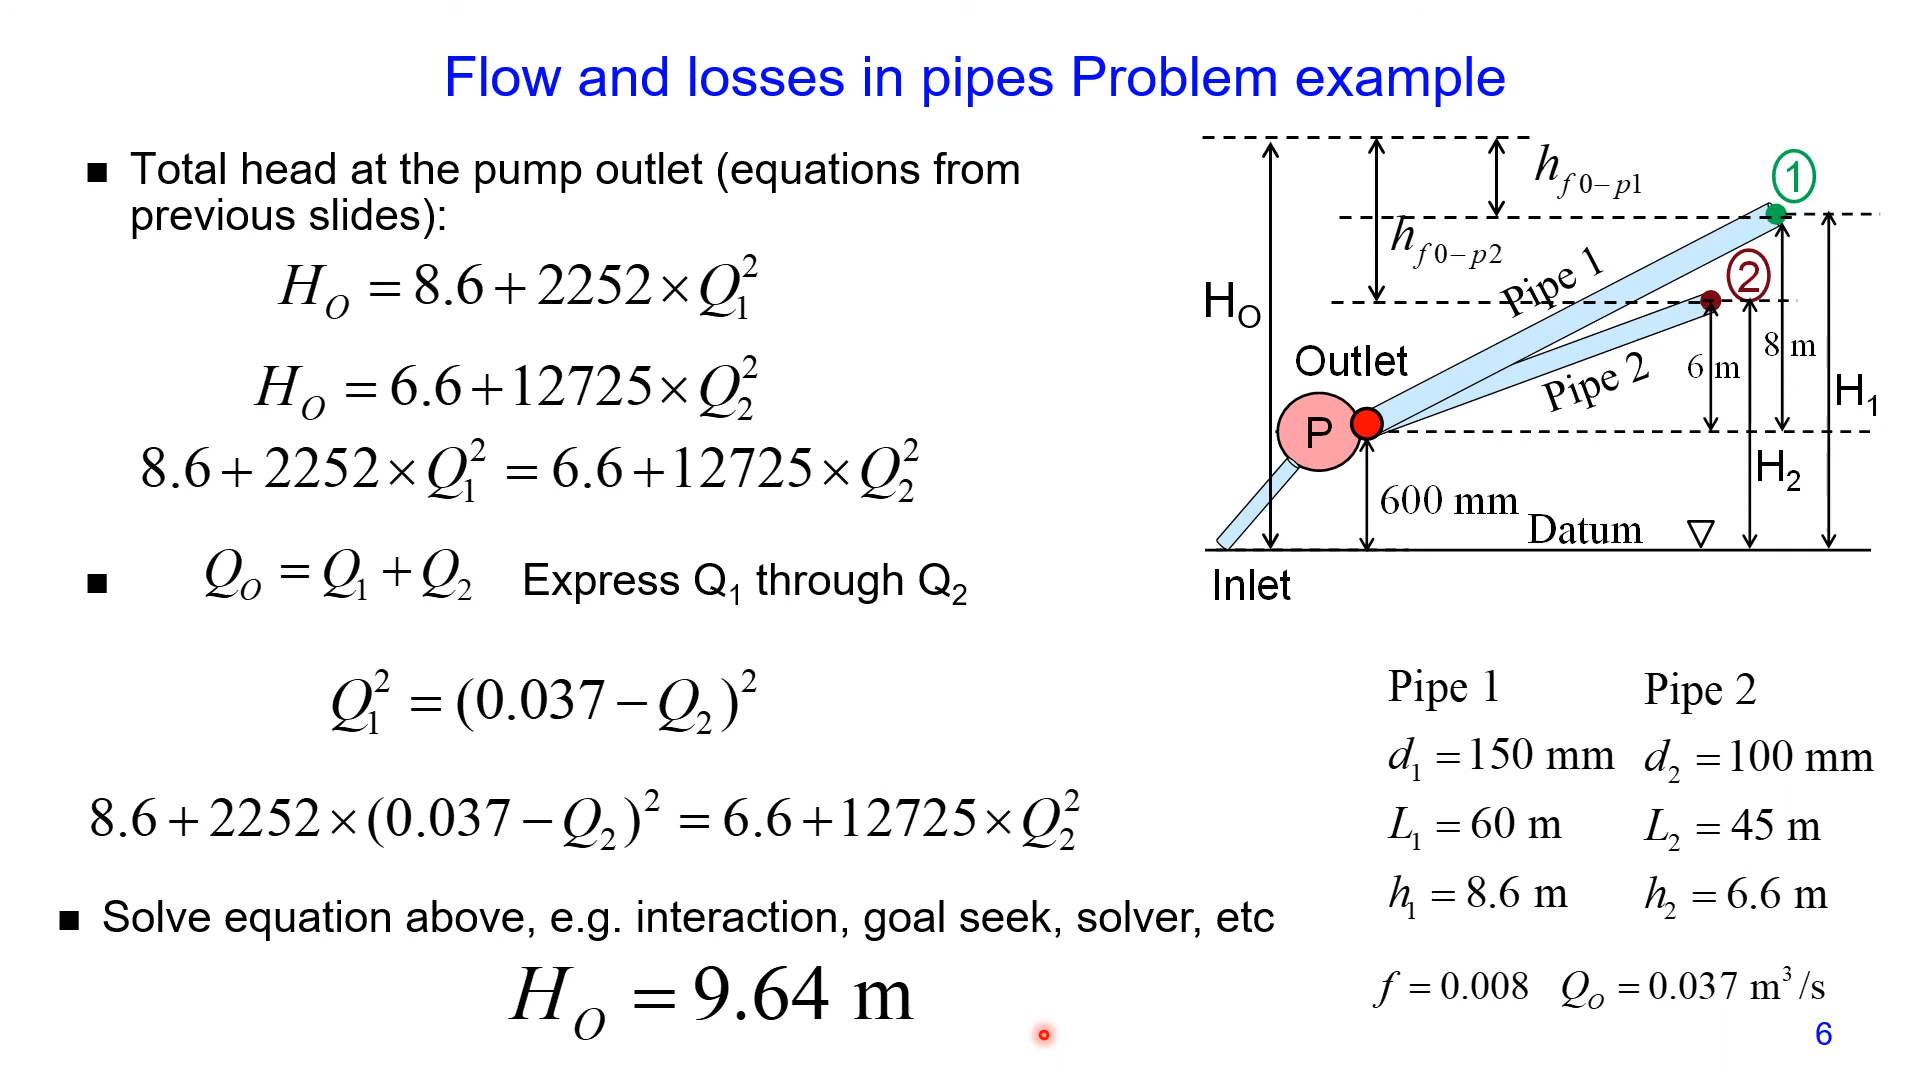 Flow and losses in pipes Problem example
■ Total head at the pump outlet (equations from
previous slides):
H_O = 8.6 + 2252 × Q_1^2
H_O = 6.6 + 12725 × Q_2^2
8.6 + 2252 × Q_1^2 = 6.6 + 12725 × Q_2^2
■ Q_O = Q_1 + Q_2 Express Q_1 through Q_2
Q_1^2 = (0.037 − Q_2)^2
8.6 + 2252 × (0.037 − Q_2)^2 = 6.6 + 12725 × Q_2^2
■ Solve equation above, e.g. interaction, goal seek, solver, etc
H_O = 9.64 m
h_{f0−p1}
1
h_{f0−p2}
2
Pipe 1
H_O
Outlet
Pipe 2
6 m
8 m
H_1
P
H_2
600 mm
Datum
Inlet
Pipe 1 Pipe 2
d_1 = 150 mm d_2 = 100 mm
L_1 = 60 m L_2 = 45 m
h_1 = 8.6 m h_2 = 6.6 m
f = 0.008 Q_O = 0.037 m^3/s
6